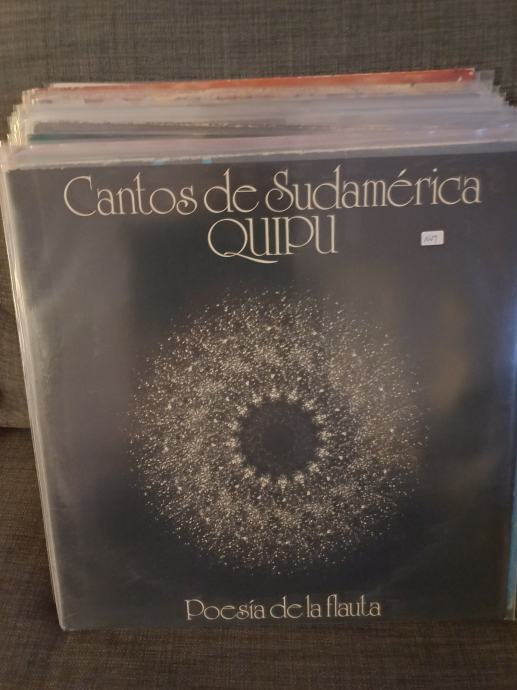 Cantos de Sudamérica
QUIPU
Poesía de la flauta